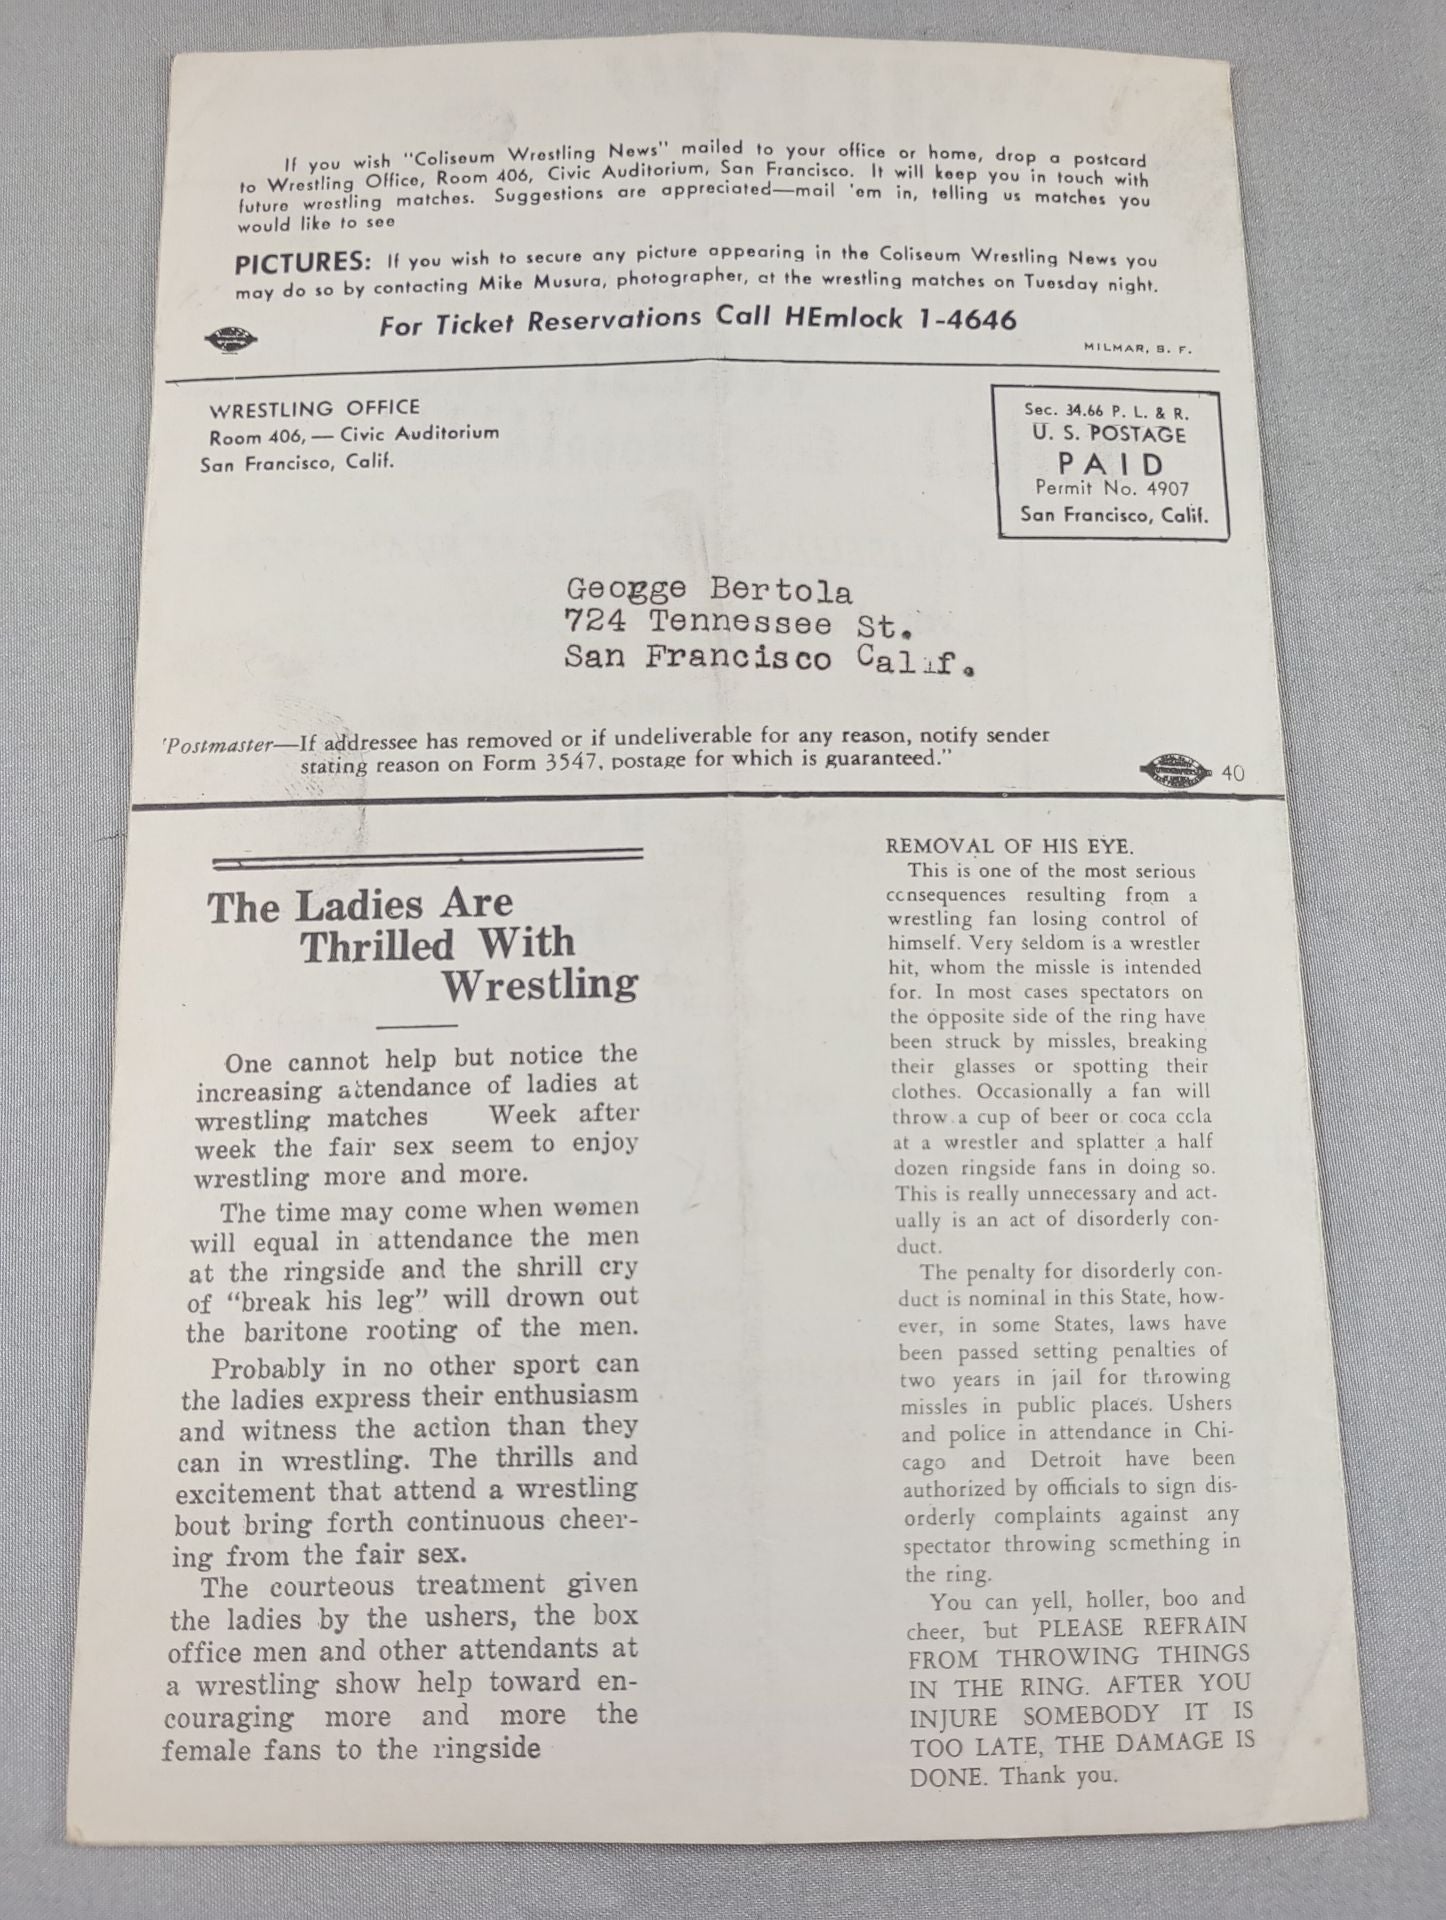 If you wish "Coliseum Wrestling News" mailed to your office or home, drop a postcard
to Wrestling Office, Room 406, Civic Auditorium, San Francisco. It will keep you in touch with
future wrestling matches. Suggestions are appreciated—mail 'em in, telling us matches you
would like to see
PICTURES: If you wish to secure any picture appearing in the Coliseum Wrestling News you
may do so by contacting Mike Musura, photographer, at the wrestling matches on Tuesday night.
For Ticket Reservations Call HEmlock 1-4646
MILMAR, S. F.
WRESTLING OFFICE
Room 406, — Civic Auditorium
San Francisco, Calif.
Sec. 34.66 P. L. & R.
U. S. POSTAGE
PAID
Permit No. 4907
San Francisco, Calif.
George Bertola
724 Tennessee St.
San Francisco Calif.
'Postmaster—If addressee has removed or if undeliverable for any reason, notify sender
stating reason on Form 3547, postage for which is guaranteed."
40
The Ladies Are
Thrilled With
Wrestling
One cannot help but notice the
increasing attendance of ladies at
wrestling matches Week after
week the fair sex seem to enjoy
wrestling more and more.
The time may come when women
will equal in attendance the men
at the ringside and the shrill cry
of "break his leg" will drown out
the baritone rooting of the men.
Probably in no other sport can
the ladies express their enthusiasm
and witness the action than they
can in wrestling. The thrills and
excitement that attend a wrestling
bout bring forth continuous cheer-
ing from the fair sex.
The courteous treatment given
the ladies by the ushers, the box
office men and other attendants at
a wrestling show help toward en-
couraging more and more the
female fans to the ringside
REMOVAL OF HIS EYE.
This is one of the most serious
consequences resulting from a
wrestling fan losing control of
himself. Very seldom is a wrestler
hit, whom the missle is intended
for. In most cases spectators on
the opposite side of the ring have
been struck by missles, breaking
their glasses or spotting their
clothes. Occasionally a fan will
throw a cup of beer or coca cola
at a wrestler and splatter a half
dozen ringside fans in doing so.
This is really unnecessary and act-
ually is an act of disorderly con-
duct.
The penalty for disorderly con-
duct is nominal in this State, how-
ever, in some States, laws have
been passed setting penalties of
two years in jail for throwing
missles in public places. Ushers
and police in attendance in Chi-
cago and Detroit have been
authorized by officials to sign dis-
orderly complaints against any
spectator throwing something in
the ring.
You can yell, holler, boo and
cheer, but PLEASE REFRAIN
FROM THROWING THINGS
IN THE RING. AFTER YOU
INJURE SOMEBODY IT IS
TOO LATE, THE DAMAGE IS
DONE. Thank you.